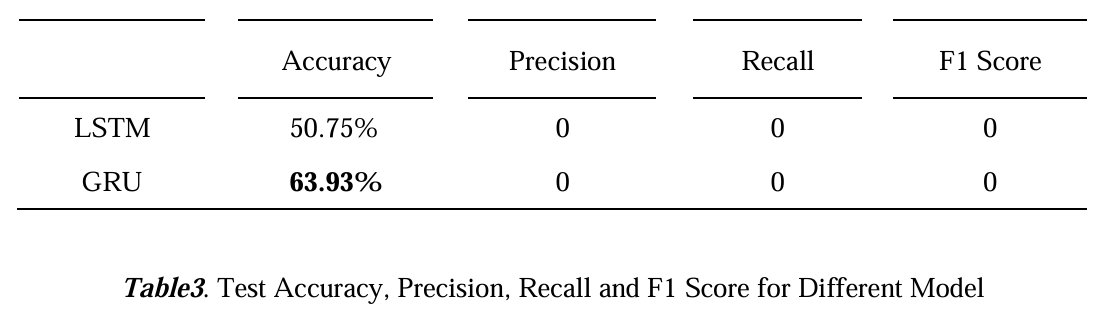 Accuracy Precision Recall F1 Score
LSTM 50.75% 0 0 0
GRU 63.93% 0 0 0
Table3. Test Accuracy, Precision, Recall and F1 Score for Different Model